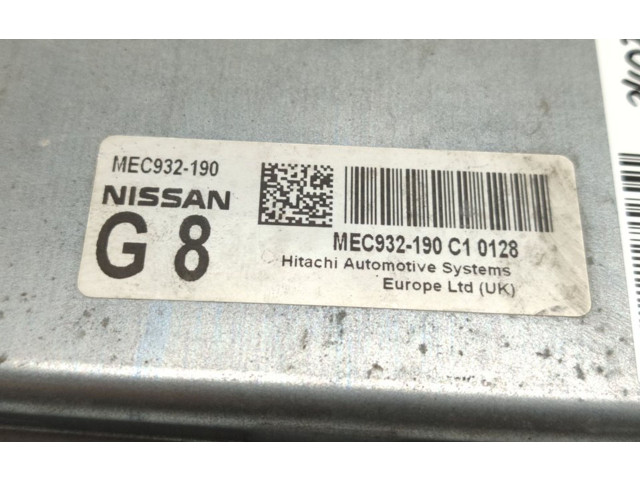 MEC932-190
NISSAN
G 8
MEC932-190 C1 0128
Hitachi Automotive Systems
Europe Ltd (UK)